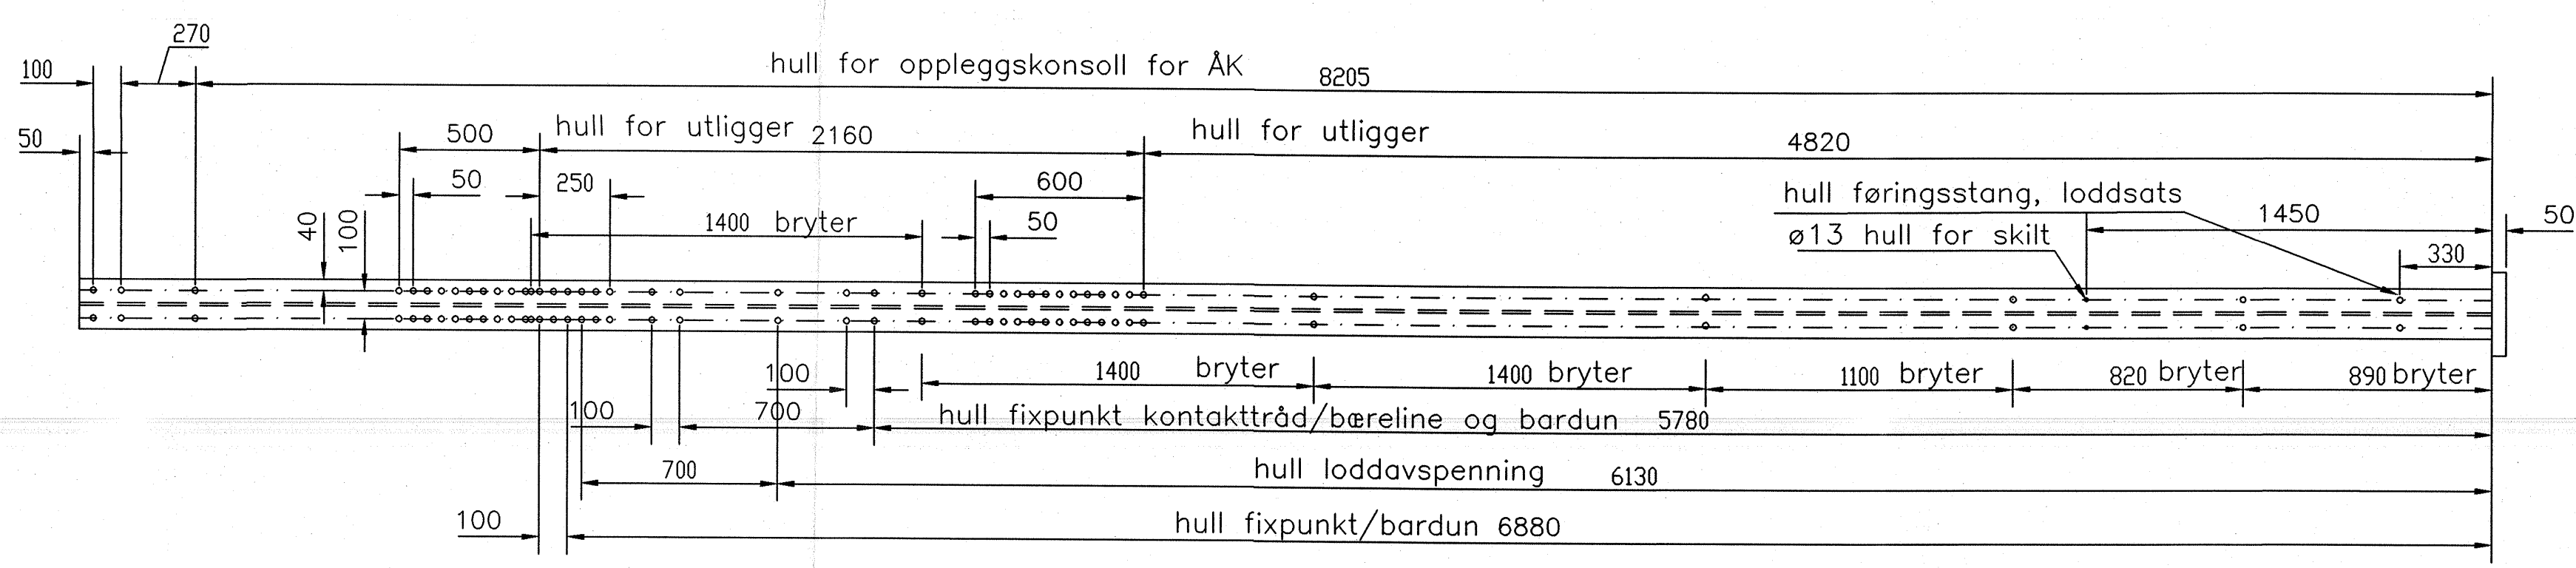 270
100
hull for oppleggskonsoll for ÅK 8205
50
500
hull for utligger 2160
hull for utligger
4820
50
250
600
hull føringsstang, loddsats
1450
50
40
100
1400 bryter
50
ø13 hull for skilt
330
100
1400 bryter
1400 bryter
1100 bryter
820 bryter
890 bryter
100
700
hull fixpunkt kontakttråd/bæreline og bardun 5780
700
hull loddavspenning 6130
100
hull fixpunkt/bardun 6880